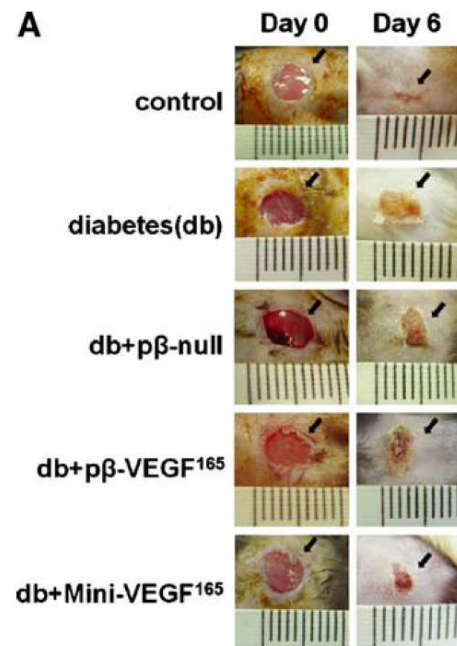 A
Day 0 Day 6
control
diabetes(db)
db+pβ-null
db+pβ-VEGF¹⁶⁵
db+Mini-VEGF¹⁶⁵